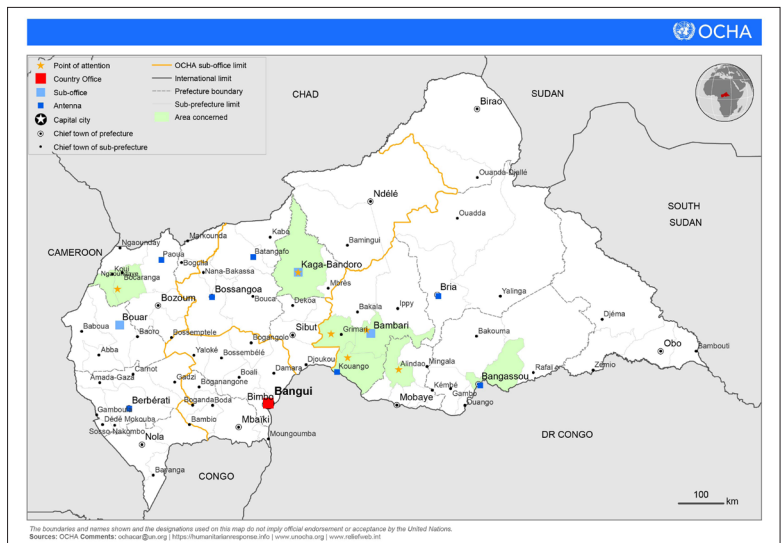 OCHA
Point of attention
Country Office
Sub-office
Antenna
Capital city
Chief town of prefecture
Chief town of sub-prefecture
OCHA sub-office limit
International limit
Prefecture boundary
Sub-prefecture limit
Area concerned
CHAD
SUDAN
Birao
Ouanda-Djallé
SOUTH
SUDAN
Ndélé
Ouadda
CAMEROON
Ngaounday
Markounda
Kabo
Bamingui
Paoua
Boguila
Batangafo
Koui
Bocaranga
Nana-Bakassa
Kaga-Bandoro
Mbrès
Bozoum
Bossangoa
Bouca
Dekóa
Bakala
Ippy
Bria
Yalinga
Bouar
Baboua
Baoro
Bossemptele
Bogangolo
Sibut
Grimari
Bambari
Bakouma
Djéma
Obo
Bambouti
Abba
Yaloké
Bossembélé
Djoukou
Kouango
Alindao
Mingala
Rafai
Zémio
Carnot
Amada-Gaza
Gadzi
Boganangone
Boali
Damara
Bangui
Bangassou
Kémbé
Gambo
Ouango
Gamboula
Berbérati
Boganda
Boda
Bimbo
Mobaye
Dédé Mokouba
Sosso-Nakombo
Bambio
Mbaïki
Nola
Moungoumba
DR CONGO
Bayanga
CONGO
100
km
The boundaries and names shown and the designations used on this map do not imply official endorsement or acceptance by the United Nations.
Sources: OCHA Comments: ochacar@un.org | https://humanitarianresponse.info | www.unocha.org | www.reliefweb.int